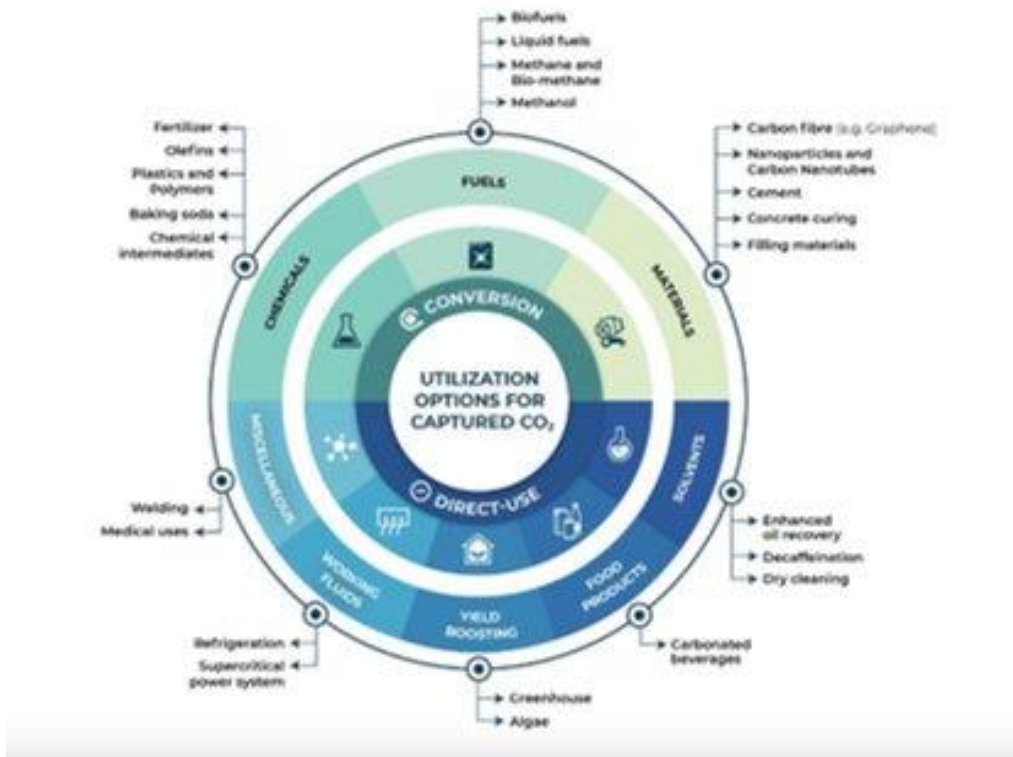 Biofuels
Liquid fuels
Methane and
Bio-methane
Methanol
Fertilizer
Olefins
Plastics and
Polymers
Baking soda
Chemical
intermediates
Carbon fibre (e.g. Graphene)
Nanoparticles and
Carbon Nanotubes
Cement
Concrete curing
Filling materials
FUELS
CHEMICALS
MATERIALS
CONVERSION
UTILIZATION
OPTIONS FOR
CAPTURED CO₂
DIRECT-USE
MISCELLANEOUS
SOLVENTS
WORKING
FLUIDS
YIELD
BOOSTING
FOOD
PRODUCTS
Welding
Medical uses
Enhanced
oil recovery
Decaffeination
Dry cleaning
Refrigeration
Supercritical
power system
Carbonated
beverages
Greenhouse
Algae